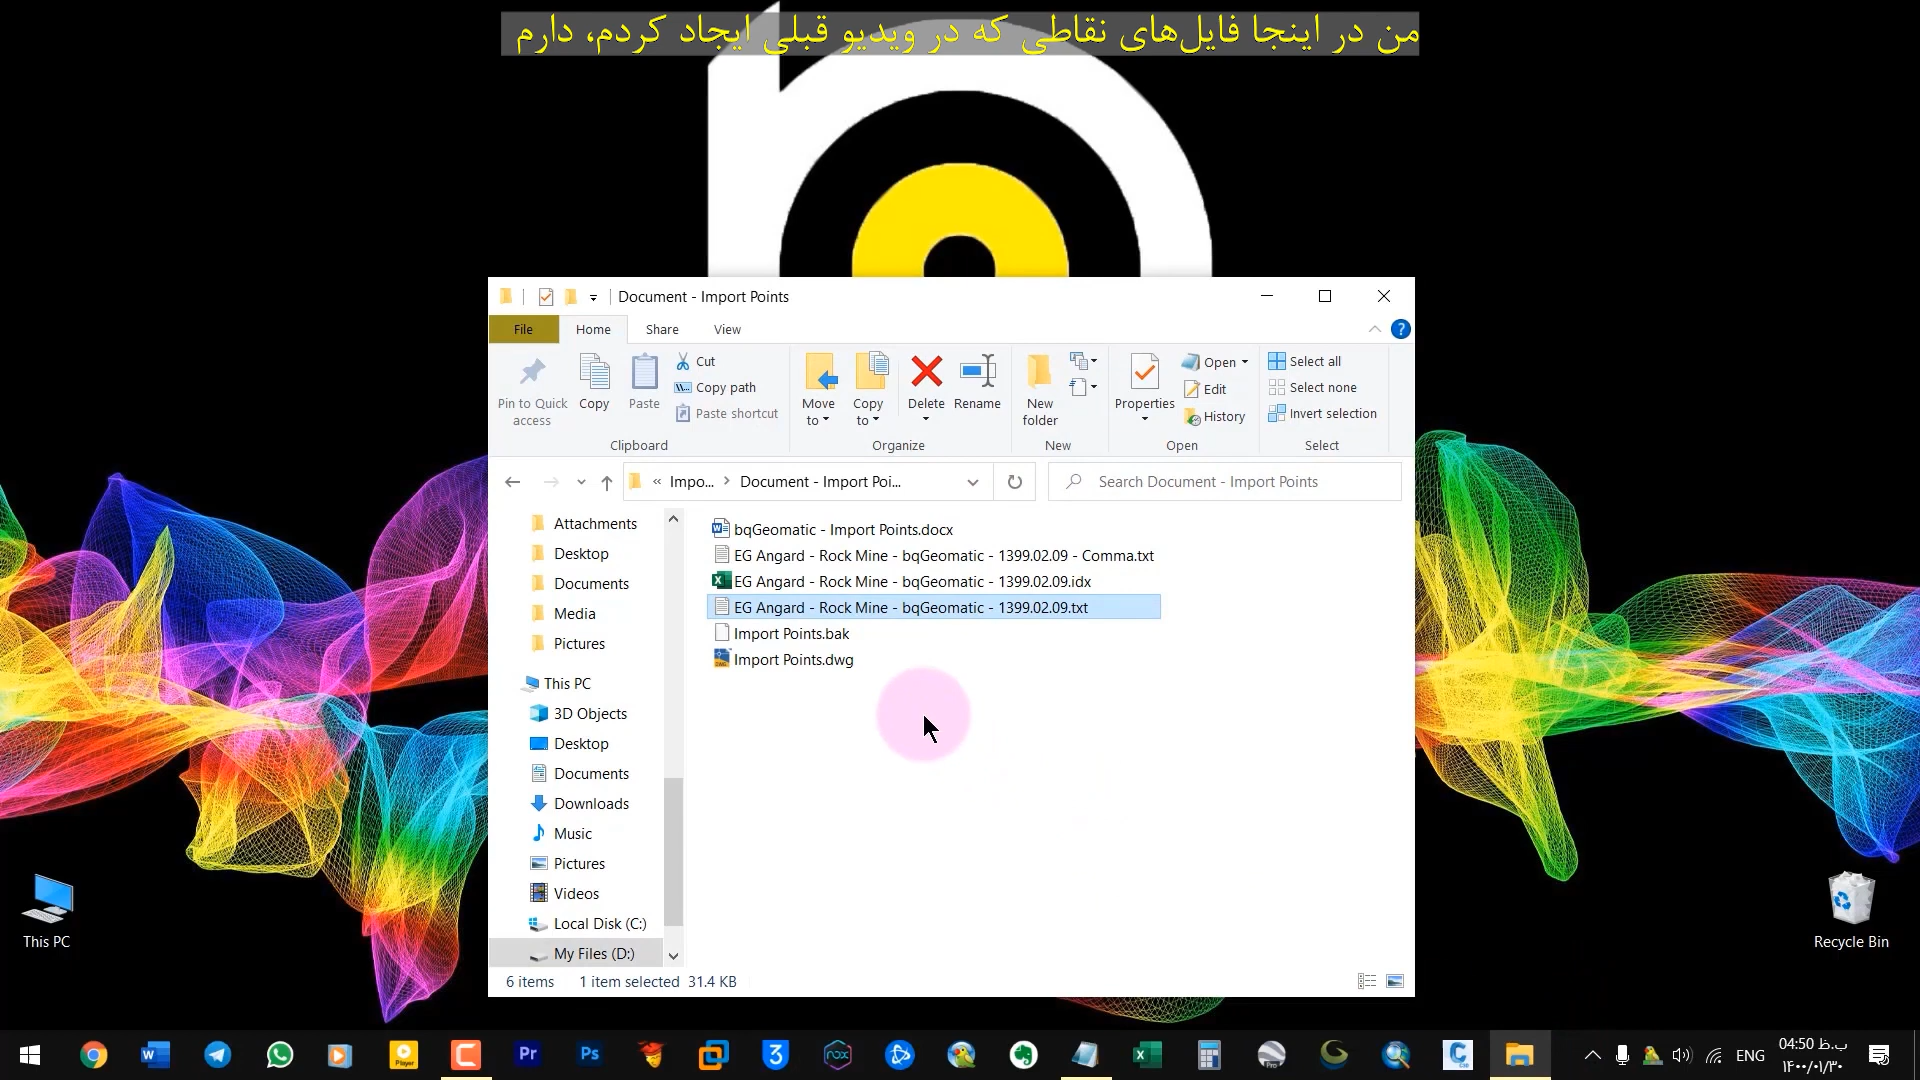 من در اینجا فایل‌های نقاطی که در ویدیو قبلی ایجاد کردم، دارم
Document - Import Points
File
Home
Share
View
Pin to Quick access
Copy
Paste
Cut
Copy path
Paste shortcut
Clipboard
Move to
Copy to
Delete
Rename
Organize
New folder
New
Properties
Open
Edit
History
Open
Select all
Select none
Invert selection
Select
« Impo... > Document - Import Poi...
Search Document - Import Points
Attachments
Desktop
Documents
Media
Pictures
This PC
3D Objects
Desktop
Documents
Downloads
Music
Pictures
Videos
Local Disk (C:)
My Files (D:)
bqGeomatic - Import Points.docx
EG Angard - Rock Mine - bqGeomatic - 1399.02.09 - Comma.txt
EG Angard - Rock Mine - bqGeomatic - 1399.02.09.idx
EG Angard - Rock Mine - bqGeomatic - 1399.02.09.txt
Import Points.bak
Import Points.dwg
6 items
1 item selected 31.4 KB
This PC
Recycle Bin
Player
Pr
Ps
3
nox
Pro
ENG
04:50 ب.ظ
۱۴۰۰/۰۱/۳۰